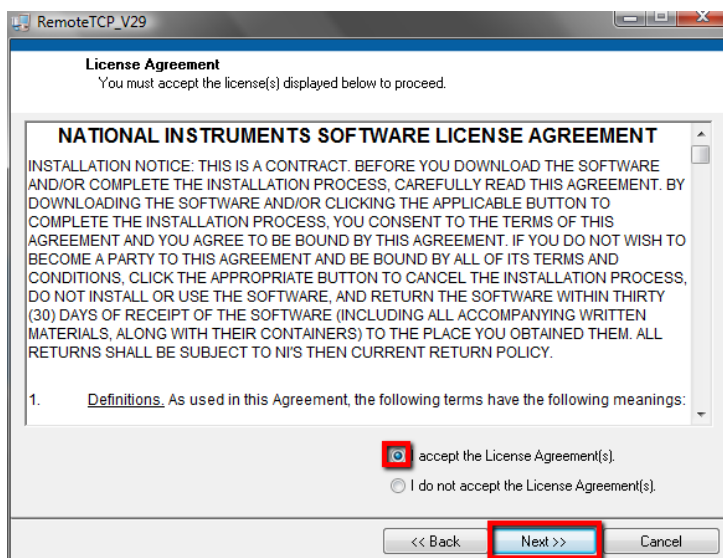 RemoteTCP_V29
License Agreement
You must accept the license(s) displayed below to proceed.
NATIONAL INSTRUMENTS SOFTWARE LICENSE AGREEMENT
INSTALLATION NOTICE: THIS IS A CONTRACT. BEFORE YOU DOWNLOAD THE SOFTWARE
AND/OR COMPLETE THE INSTALLATION PROCESS, CAREFULLY READ THIS AGREEMENT. BY
DOWNLOADING THE SOFTWARE AND/OR CLICKING THE APPLICABLE BUTTON TO
COMPLETE THE INSTALLATION PROCESS, YOU CONSENT TO THE TERMS OF THIS
AGREEMENT AND YOU AGREE TO BE BOUND BY THIS AGREEMENT. IF YOU DO NOT WISH TO
BECOME A PARTY TO THIS AGREEMENT AND BE BOUND BY ALL OF ITS TERMS AND
CONDITIONS, CLICK THE APPROPRIATE BUTTON TO CANCEL THE INSTALLATION PROCESS,
DO NOT INSTALL OR USE THE SOFTWARE, AND RETURN THE SOFTWARE WITHIN THIRTY
(30) DAYS OF RECEIPT OF THE SOFTWARE (INCLUDING ALL ACCOMPANYING WRITTEN
MATERIALS, ALONG WITH THEIR CONTAINERS) TO THE PLACE YOU OBTAINED THEM. ALL
RETURNS SHALL BE SUBJECT TO NI'S THEN CURRENT RETURN POLICY.
1. Definitions. As used in this Agreement, the following terms have the following meanings:
I accept the License Agreement(s).
I do not accept the License Agreement(s).
<< Back Next >> Cancel